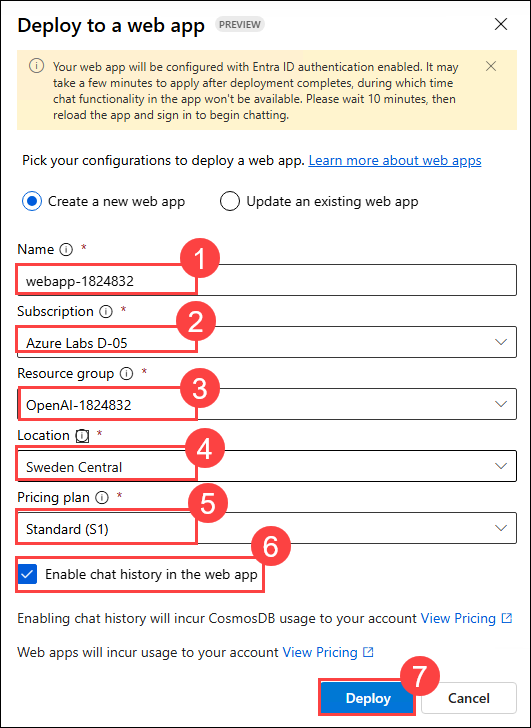 Deploy to a web app PREVIEW
Your web app will be configured with Entra ID authentication enabled. It may
take a few minutes to apply after deployment completes, during which time
chat functionality in the app won't be available. Please wait 10 minutes, then
reload the app and sign in to begin chatting.
Pick your configurations to deploy a web app. Learn more about web apps
Create a new web app Update an existing web app
Name *
1
webapp-1824832
Subscription *
2
Azure Labs D-05
Resource group *
3
OpenAI-1824832
Location *
4
Sweden Central
Pricing plan *
5
Standard (S1)
6
Enable chat history in the web app
Enabling chat history will incur CosmosDB usage to your account View Pricing
Web apps will incur usage to your account View Pricing
7
Deploy Cancel